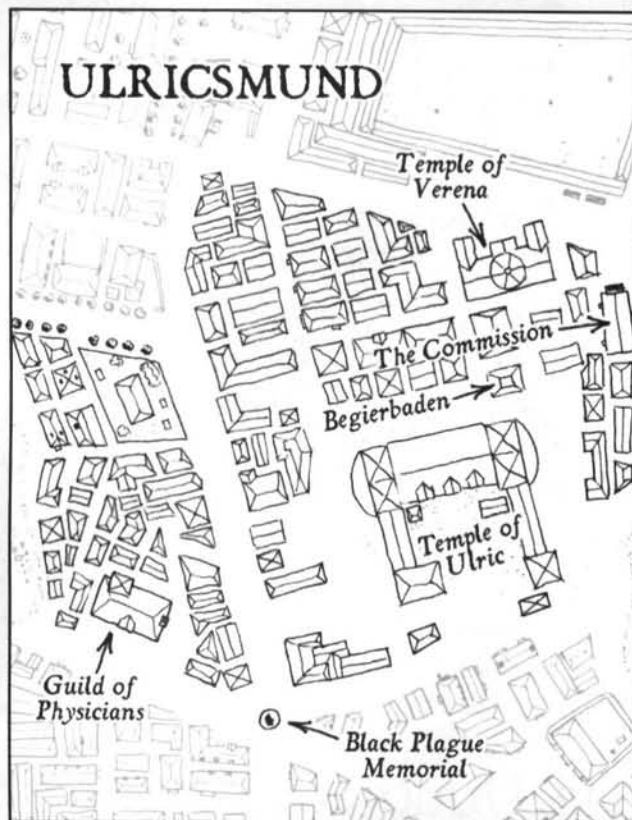 ULRICSMUND
Temple of
Verena
The Commission
Begierbaden
Temple of
Ulric
Guild of
Physicians
Black Plague
Memorial